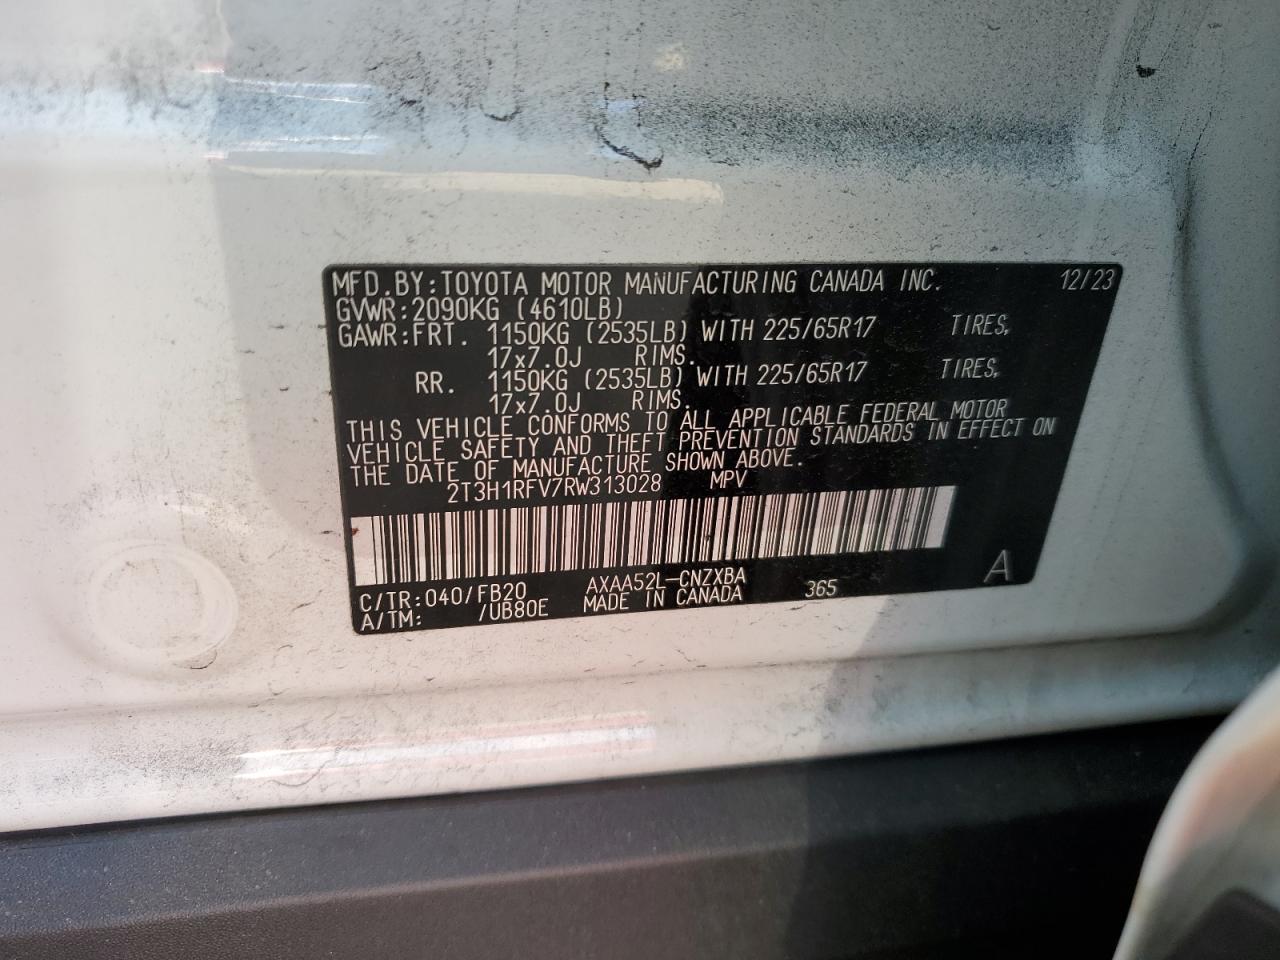 MFD.BY:TOYOTA MOTOR MANUFACTURING CANADA INC. 12/23
GVWR:2090KG (4610LB)
GAWR:FRT. 1150KG (2535LB) WITH 225/65R17 TIRES,
17x7.0J RIMS.
RR. 1150KG (2535LB) WITH 225/65R17 TIRES,
17x7.0J RIMS.
THIS VEHICLE CONFORMS TO ALL APPLICABLE FEDERAL MOTOR
VEHICLE SAFETY AND THEFT PREVENTION STANDARDS IN EFFECT ON
THE DATE OF MANUFACTURE SHOWN ABOVE.
2T3H1RFV7RW313028 MPV
C/TR:040/FB20 AXAA52L-CNZXBA 365 A
A/TM: /UB80E MADE IN CANADA